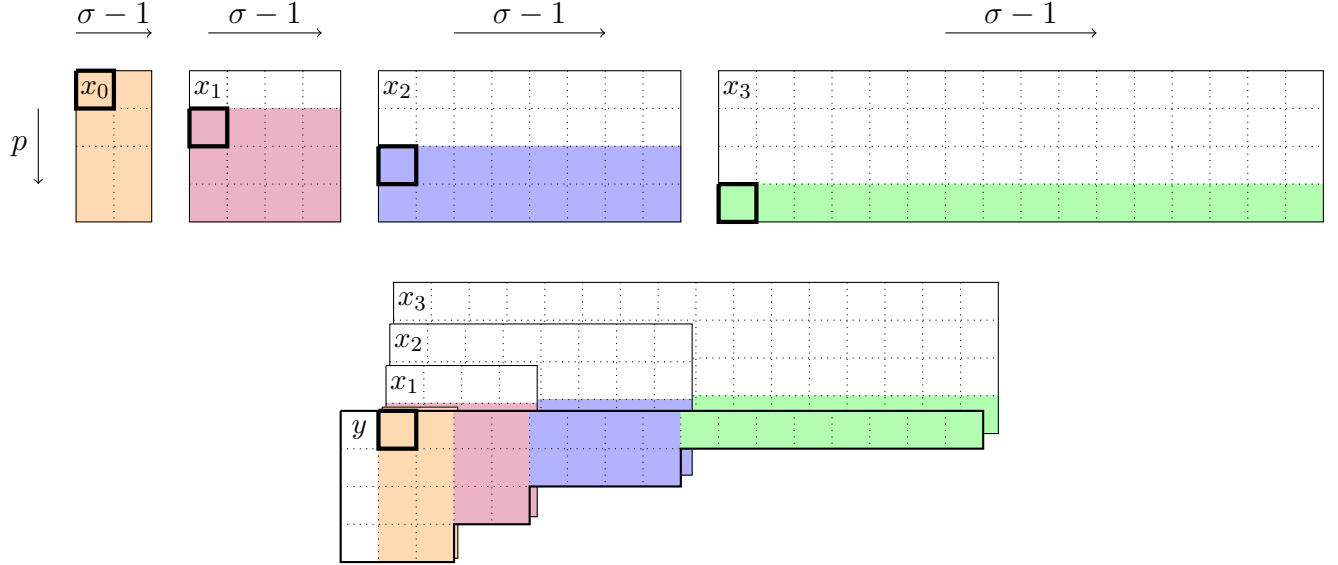 σ − 1 σ − 1 σ − 1 σ − 1
x₀ x₁ x₂ x₃
p
x₃
x₂
x₁
y